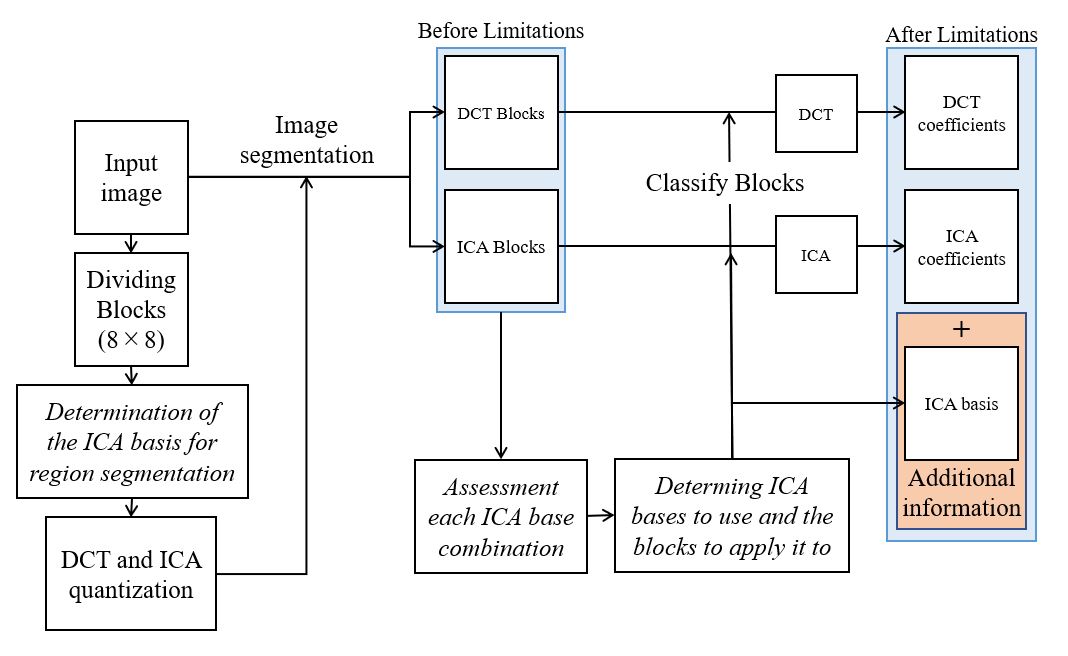 Before Limitations
After Limitations
DCT Blocks
DCT
DCT
coefficients
Image
segmentation
Input
image
Classify Blocks
ICA Blocks
ICA
ICA
coefficients
Dividing
Blocks
(8 × 8)
+
ICA basis
Additional
information
Determination of
the ICA basis for
region segmentation
Assessment
each ICA base
combination
Determing ICA
bases to use and the
blocks to apply it to
DCT and ICA
quantization